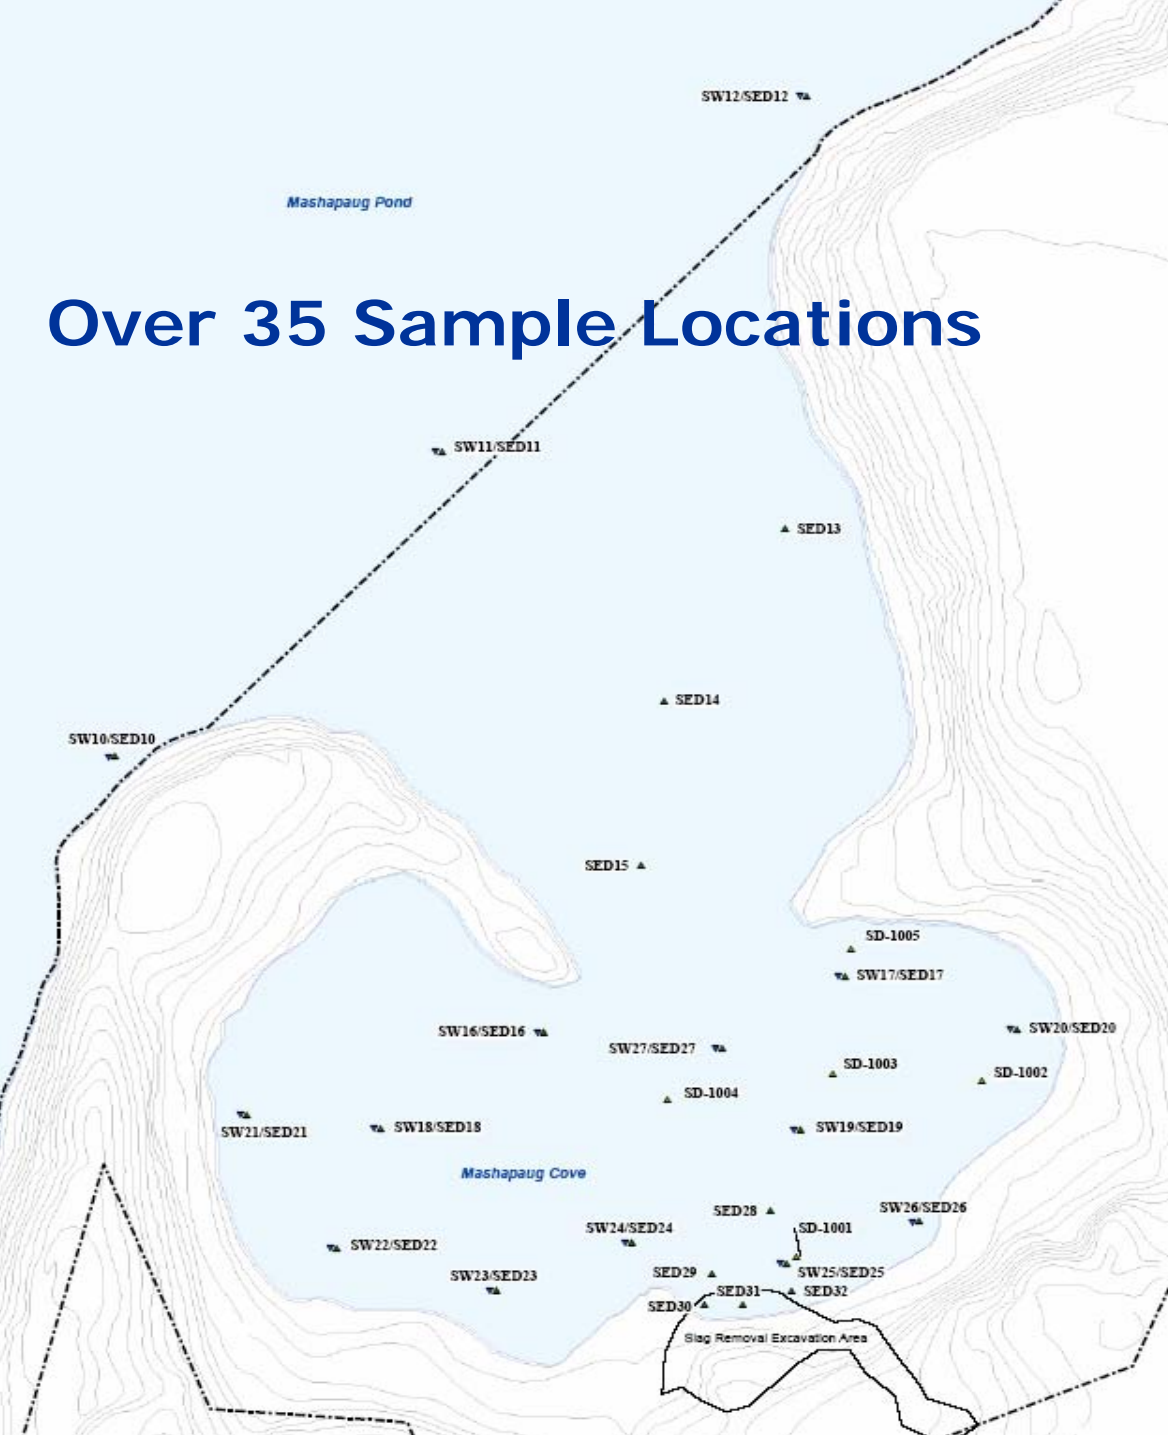 SW12/SED12
Mashapaug Pond
Over 35 Sample Locations
SW11/SED11
SED13
SED14
SW10/SED10
SED15
SD-1005
SW17/SED17
SW16/SED16
SW20/SED20
SW27/SED27
SD-1003
SD-1002
SD-1004
SW21/SED21
SW18/SED18
SW19/SED19
Mashapaug Cove
SED28
SW26/SED26
SW24/SED24
SD-1001
SW22/SED22
SED29
SW25/SED25
SW23/SED23
SED31
SED32
SED30
Slag Removal Excavation Area